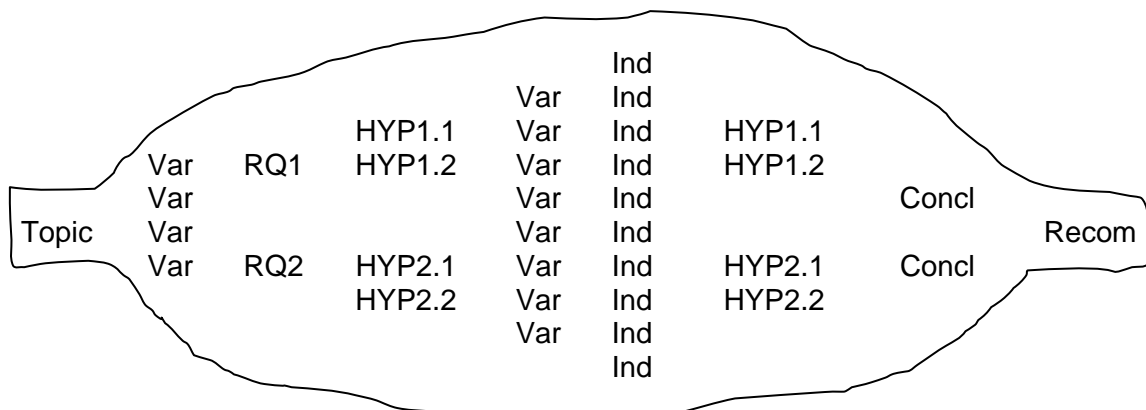 Ind
Var Ind
HYP1.1 Var Ind HYP1.1
Var RQ1 HYP1.2 Var Ind HYP1.2
Var Var Ind Concl
Topic Var Var Ind Recom
Var RQ2 HYP2.1 Var Ind HYP2.1 Concl
HYP2.2 Var Ind HYP2.2
Var Ind
Ind